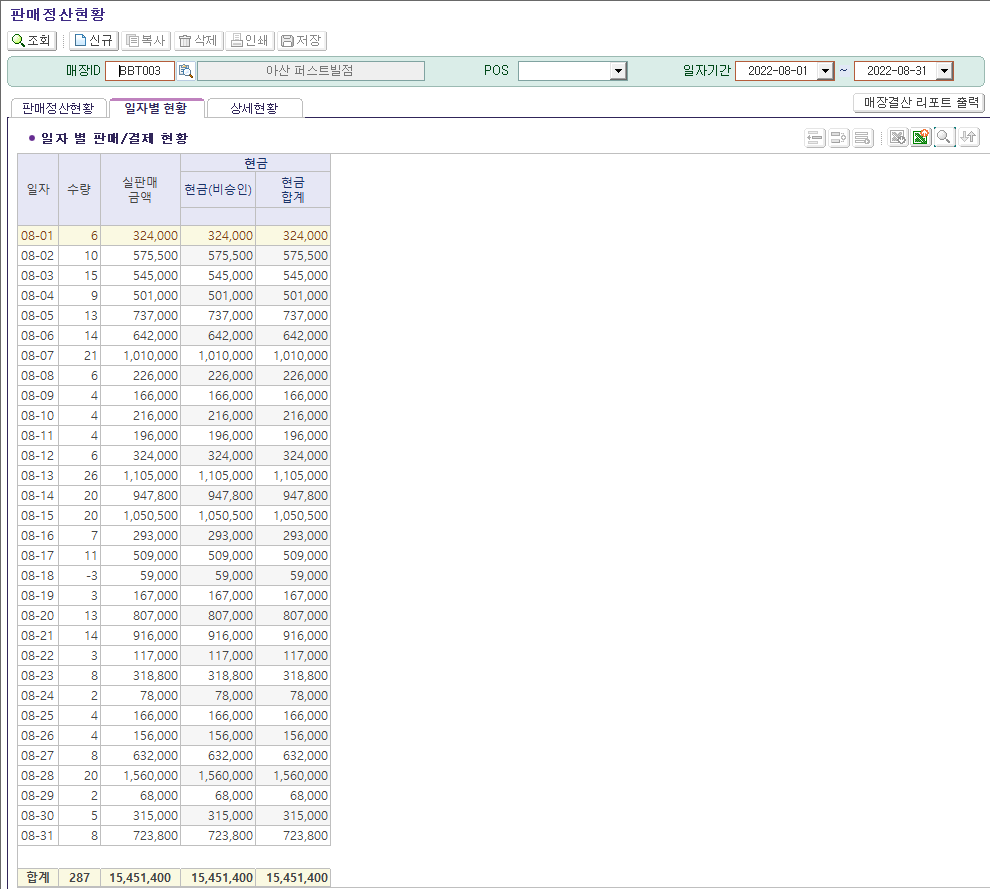 판매정산현황
조회 신규 복사 삭제 인쇄 저장
매장ID BBT003 아산 퍼스트빌점 POS 일자기간 2022-08-01 ~ 2022-08-31
판매정산현황 일자별 현황 상세현황 매장결산 리포트 출력
• 일자 별 판매/결제 현황
일자 수량 실판매 금액 현금
현금(비승인) 현금 합계
08-01 6 324,000 324,000 324,000
08-02 10 575,500 575,500 575,500
08-03 15 545,000 545,000 545,000
08-04 9 501,000 501,000 501,000
08-05 13 737,000 737,000 737,000
08-06 14 642,000 642,000 642,000
08-07 21 1,010,000 1,010,000 1,010,000
08-08 6 226,000 226,000 226,000
08-09 4 166,000 166,000 166,000
08-10 4 216,000 216,000 216,000
08-11 4 196,000 196,000 196,000
08-12 6 324,000 324,000 324,000
08-13 26 1,105,000 1,105,000 1,105,000
08-14 20 947,800 947,800 947,800
08-15 20 1,050,500 1,050,500 1,050,500
08-16 7 293,000 293,000 293,000
08-17 11 509,000 509,000 509,000
08-18 -3 59,000 59,000 59,000
08-19 3 167,000 167,000 167,000
08-20 13 807,000 807,000 807,000
08-21 14 916,000 916,000 916,000
08-22 3 117,000 117,000 117,000
08-23 8 318,800 318,800 318,800
08-24 2 78,000 78,000 78,000
08-25 4 166,000 166,000 166,000
08-26 4 156,000 156,000 156,000
08-27 8 632,000 632,000 632,000
08-28 20 1,560,000 1,560,000 1,560,000
08-29 2 68,000 68,000 68,000
08-30 5 315,000 315,000 315,000
08-31 8 723,800 723,800 723,800
합계 287 15,451,400 15,451,400 15,451,400